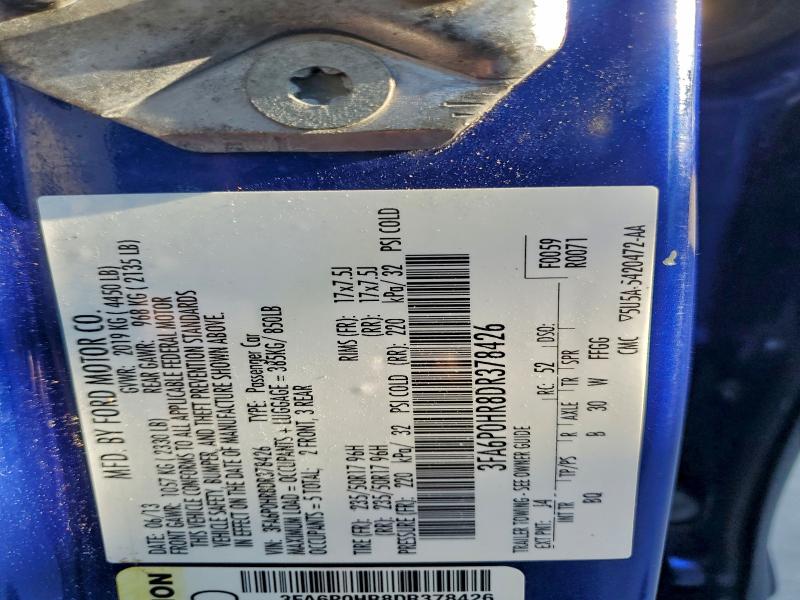 MFD. BY FORD MOTOR CO.
DATE: 06/13 GVWR: 2019 KG ( 4450 LB)
FRONT GAWR: 1057 KG ( 2330 LB) REAR GAWR: 968 KG ( 2135 LB)
THIS VEHICLE CONFORMS TO ALL APPLICABLE FEDERAL MOTOR
VEHICLE SAFETY, BUMPER, AND THEFT PREVENTION STANDARDS
IN EFFECT ON THE DATE OF MANUFACTURE SHOWN ABOVE.
VIN: 3FA6P0HR8DR378426 TYPE: Passenger Car
MAXIMUM LOAD = OCCUPANTS + LUGGAGE = 385KG/ 850LB
OCCUPANTS = 5 TOTAL: 2 FRONT, 3 REAR
TIRE (FR): 235/50R17 96H RIMS (FR): 17x7.5J
(RR): 235/50R17 96H (RR): 17x7.5J
PRESSURE (FR): 220 kPa/ 32 PSI COLD (RR): 220 kPa/ 32 PSI COLD
3FA6P0HR8DR378426
TRAILER TOWING - SEE OWNER GUIDE F0059
R0071
EXT PNT: J4 RC: 52 DSO:
INT TR TP/PS R AXLE TR SPR
BQ B 30 W FFGG
CMC ▽5U5A-5420472-AA
ION
3FA6P0HR8DR378426